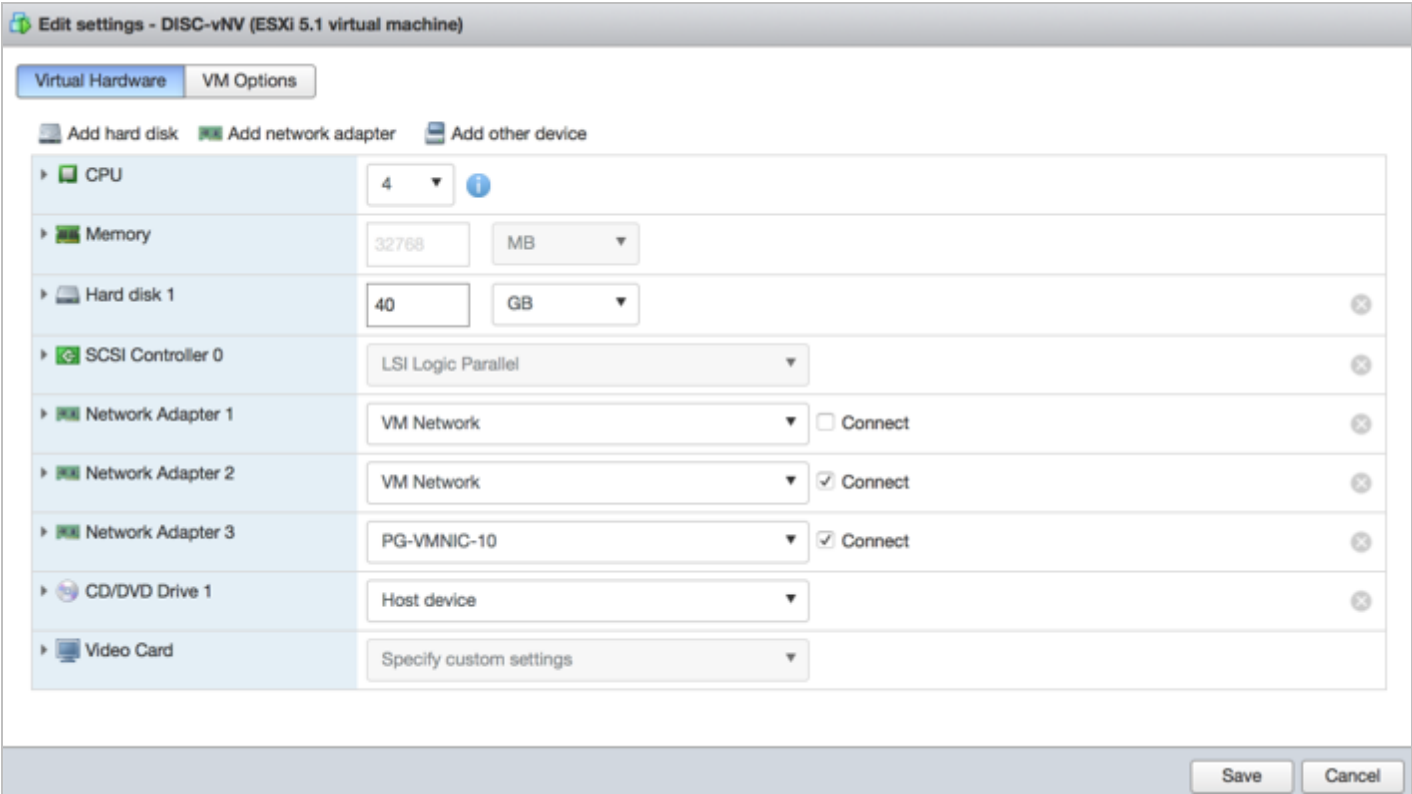 Edit settings - DISC-vNV (ESXi 5.1 virtual machine)
Virtual Hardware VM Options
Add hard disk Add network adapter Add other device
CPU 4
Memory 32768 MB
Hard disk 1 40 GB
SCSI Controller 0 LSI Logic Parallel
Network Adapter 1 VM Network Connect
Network Adapter 2 VM Network Connect
Network Adapter 3 PG-VMNIC-10 Connect
CD/DVD Drive 1 Host device
Video Card Specify custom settings
Save Cancel